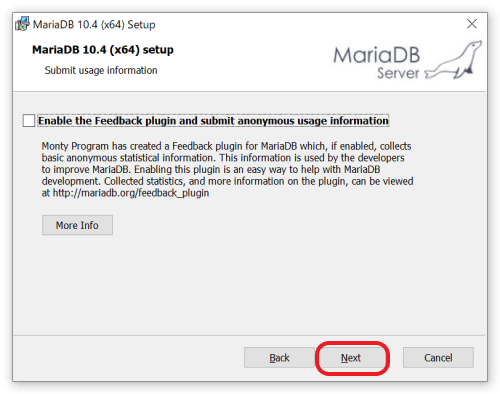 MariaDB 10.4 (x64) Setup
MariaDB 10.4 (x64) setup
Submit usage information
MariaDB
Server
Enable the Feedback plugin and submit anonymous usage information
Monty Program has created a Feedback plugin for MariaDB which, if enabled, collects
basic anonymous statistical information. This information is used by the developers
to improve MariaDB. Enabling this plugin is an easy way to help with MariaDB
development. Collected statistics, and more information on the plugin, can be viewed
at http://mariadb.org/feedback_plugin
More Info
Back
Next
Cancel